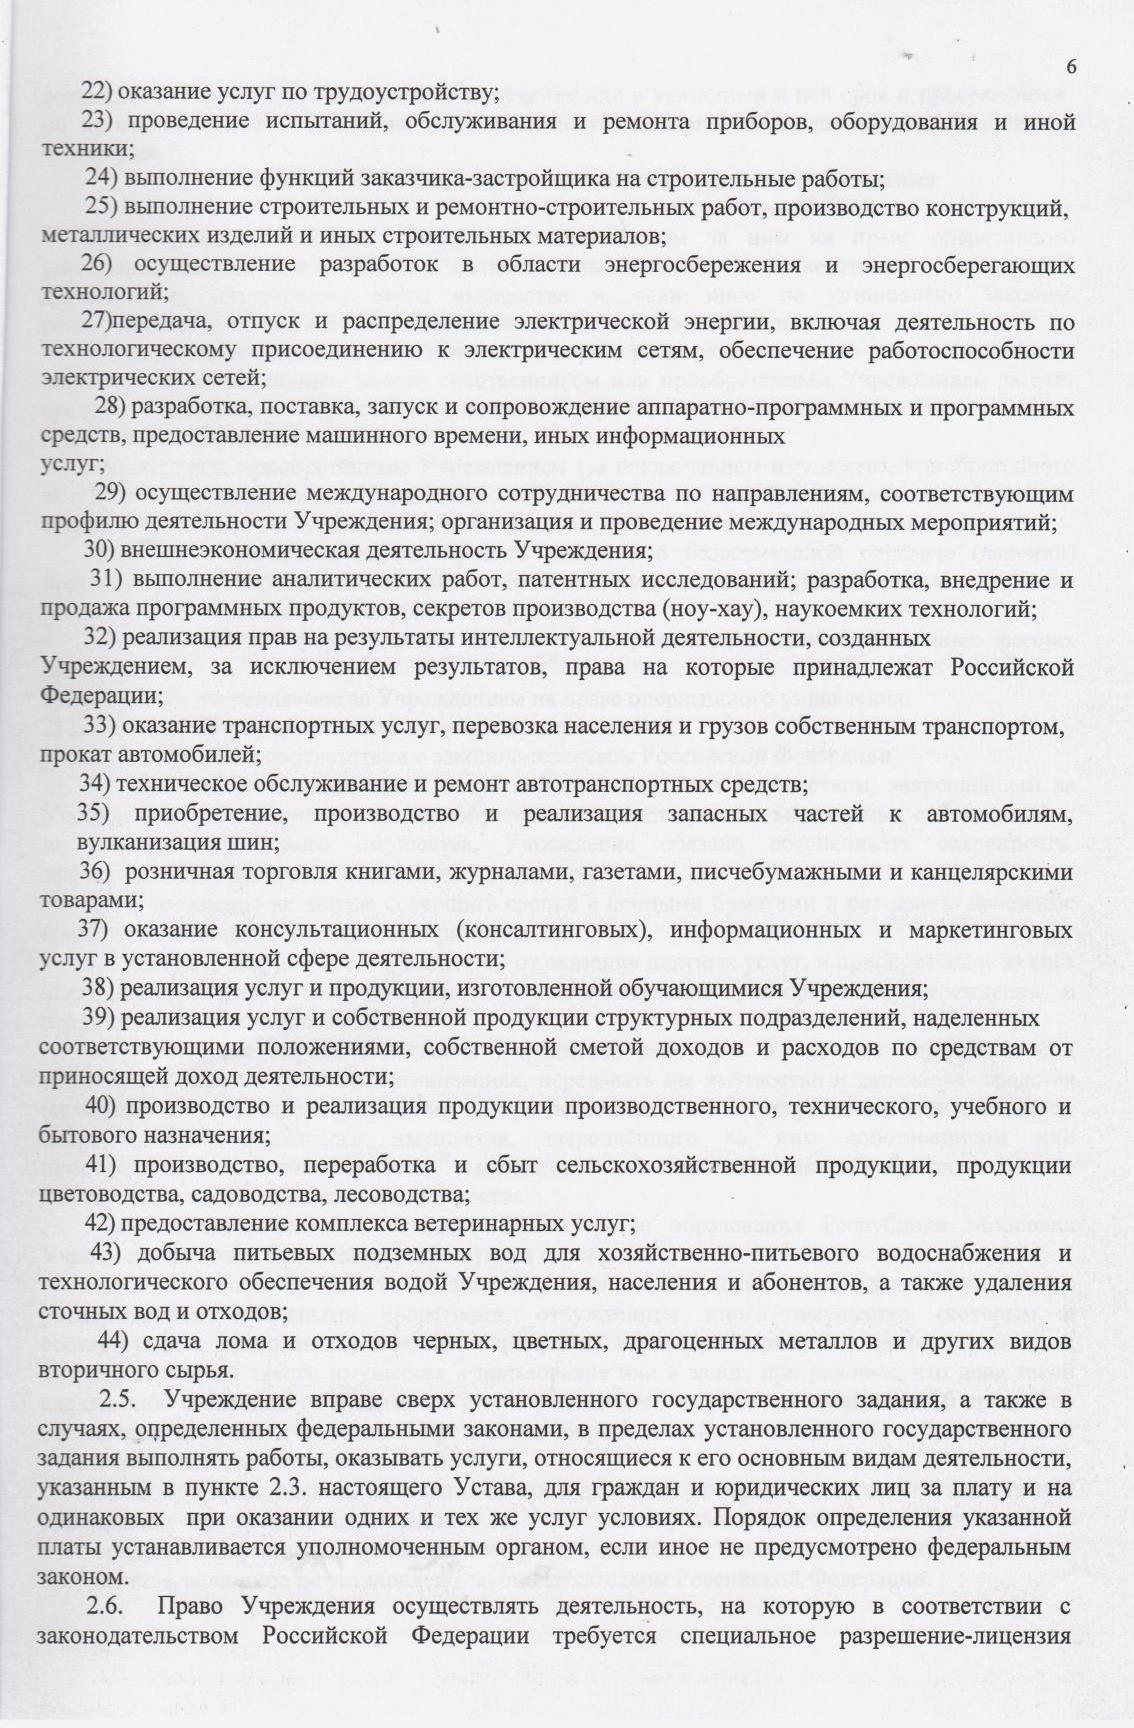 6
22) оказание услуг по трудоустройству;
23) проведение испытаний, обслуживания и ремонта приборов, оборудования и иной
техники;
24) выполнение функций заказчика-застройщика на строительные работы;
25) выполнение строительных и ремонтно-строительных работ, производство конструкций,
металлических изделий и иных строительных материалов;
26) осуществление разработок в области энергосбережения и энергосберегающих
технологий;
27)передача, отпуск и распределение электрической энергии, включая деятельность по
технологическому присоединению к электрическим сетям, обеспечение работоспособности
электрических сетей;
28) разработка, поставка, запуск и сопровождение аппаратно-программных и программных
средств, предоставление машинного времени, иных информационных
услуг;
29) осуществление международного сотрудничества по направлениям, соответствующим
профилю деятельности Учреждения; организация и проведение международных мероприятий;
30) внешнеэкономическая деятельность Учреждения;
31) выполнение аналитических работ, патентных исследований; разработка, внедрение и
продажа программных продуктов, секретов производства (ноу-хау), наукоемких технологий;
32) реализация прав на результаты интеллектуальной деятельности, созданных
Учреждением, за исключением результатов, права на которые принадлежат Российской
Федерации;
33) оказание транспортных услуг, перевозка населения и грузов собственным транспортом,
прокат автомобилей;
34) техническое обслуживание и ремонт автотранспортных средств;
35) приобретение, производство и реализация запасных частей к автомобилям,
вулканизация шин;
36) розничная торговля книгами, журналами, газетами, писчебумажными и канцелярскими
товарами;
37) оказание консультационных (консалтинговых), информационных и маркетинговых
услуг в установленной сфере деятельности;
38) реализация услуг и продукции, изготовленной обучающимися Учреждения;
39) реализация услуг и собственной продукции структурных подразделений, наделенных
соответствующими положениями, собственной сметой доходов и расходов по средствам от
приносящей доход деятельности;
40) производство и реализация продукции производственного, технического, учебного и
бытового назначения;
41) производство, переработка и сбыт сельскохозяйственной продукции, продукции
цветоводства, садоводства, лесоводства;
42) предоставление комплекса ветеринарных услуг;
43) добыча питьевых подземных вод для хозяйственно-питьевого водоснабжения и
технологического обеспечения водой Учреждения, населения и абонентов, а также удаления
сточных вод и отходов;
44) сдача лома и отходов черных, цветных, драгоценных металлов и других видов
вторичного сырья.
2.5. Учреждение вправе сверх установленного государственного задания, а также в
случаях, определенных федеральными законами, в пределах установленного государственного
задания выполнять работы, оказывать услуги, относящиеся к его основным видам деятельности,
указанным в пункте 2.3. настоящего Устава, для граждан и юридических лиц за плату и на
одинаковых при оказании одних и тех же услуг условиях. Порядок определения указанной
платы устанавливается уполномоченным органом, если иное не предусмотрено федеральным
законом.
2.6. Право Учреждения осуществлять деятельность, на которую в соответствии с
законодательством Российской Федерации требуется специальное разрешение-лицензия